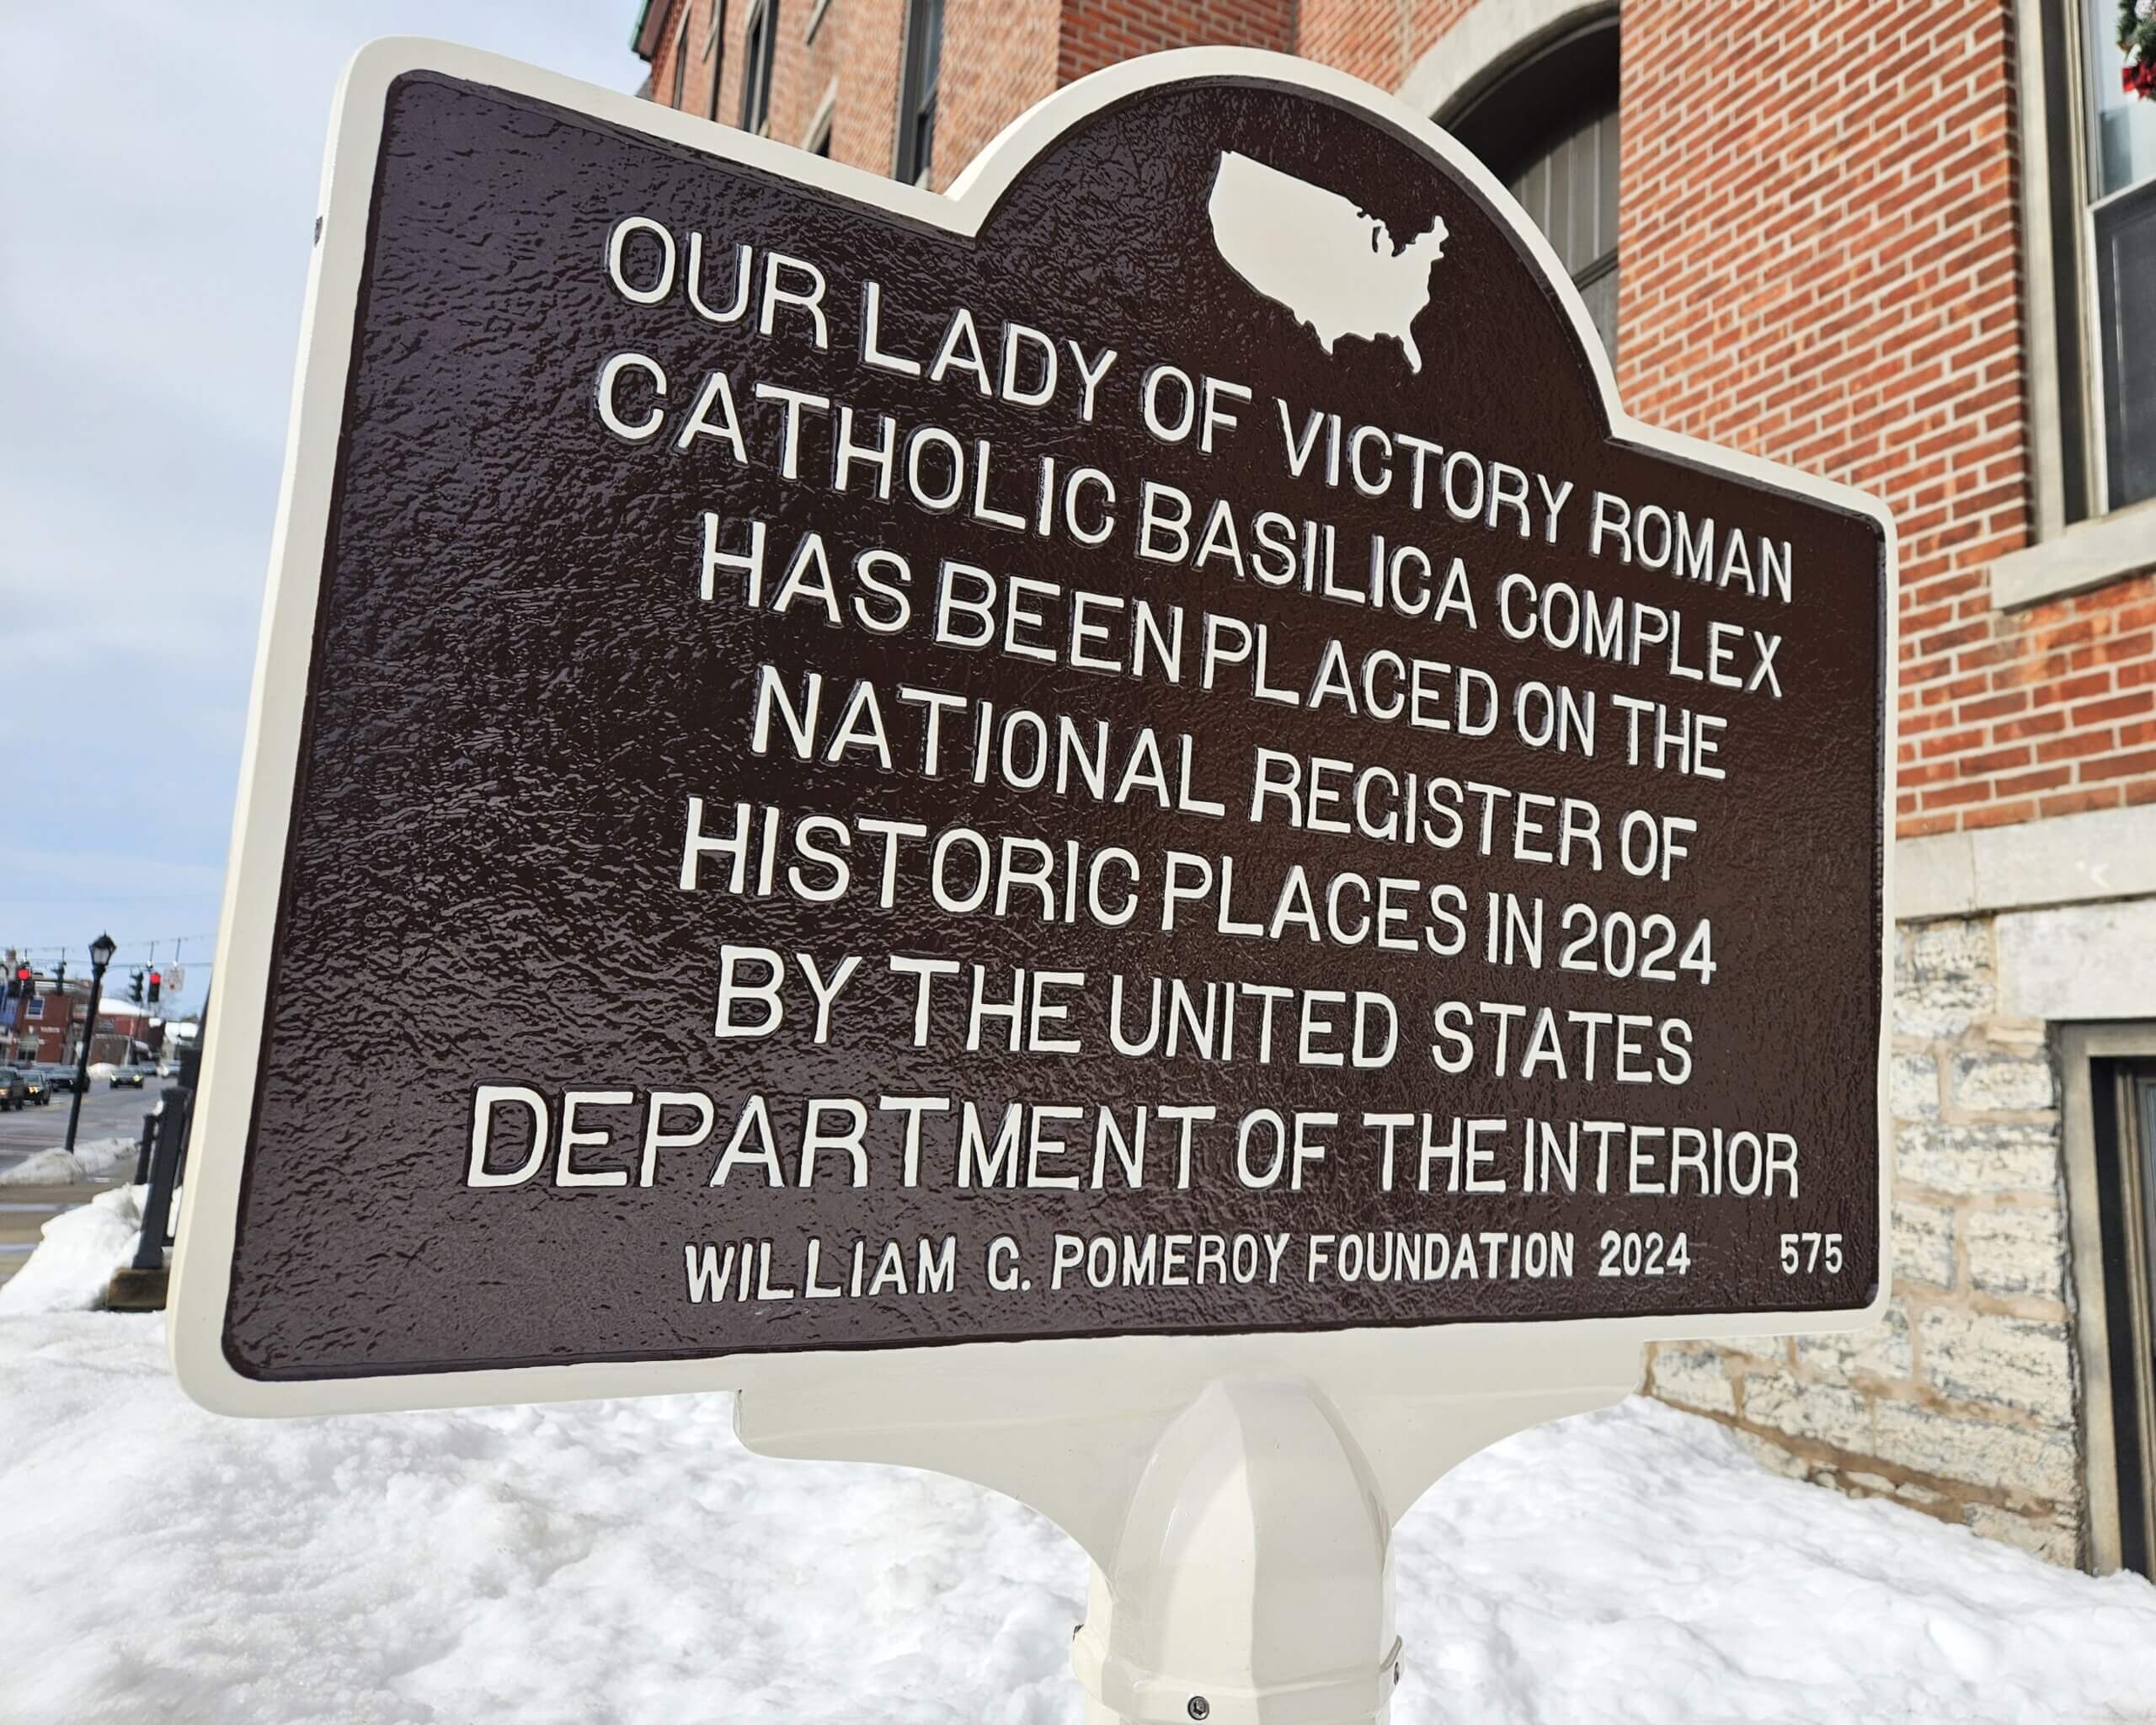 OUR LADY OF VICTORY ROMAN
CATHOLIC BASILICA COMPLEX
HAS BEEN PLACED ON THE
NATIONAL REGISTER OF
HISTORIC PLACES IN 2024
BY THE UNITED STATES
DEPARTMENT OF THE INTERIOR
WILLIAM G. POMEROY FOUNDATION 2024 575